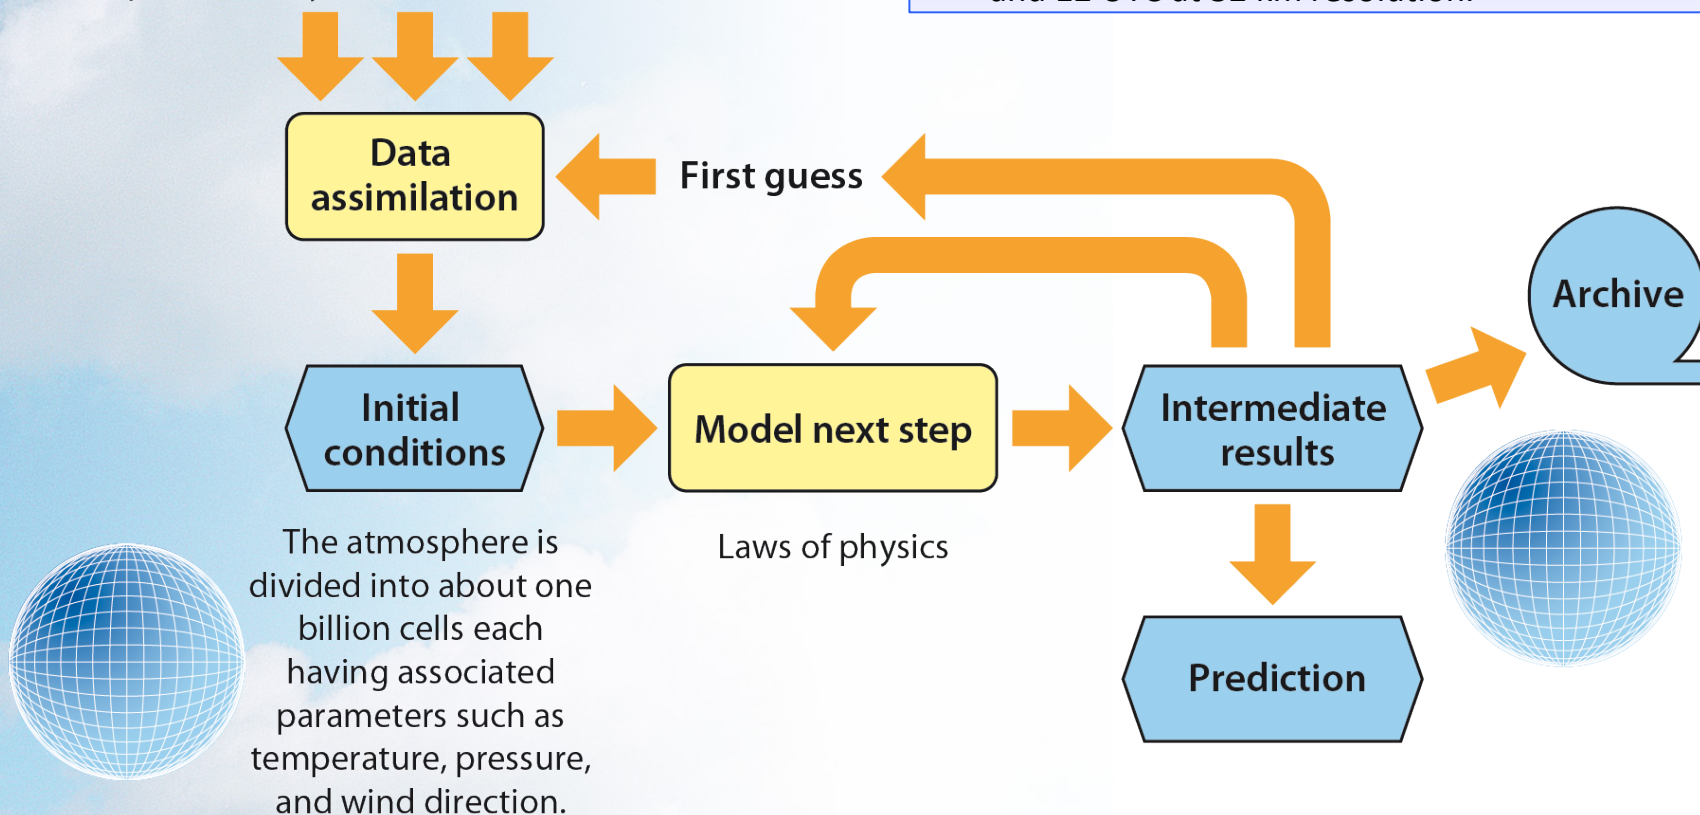 Data
assimilation
First guess
Archive
Initial
conditions
Model next step
Intermediate
results
The atmosphere is
divided into about one
billion cells each
having associated
parameters such as
temperature, pressure,
and wind direction.
Laws of physics
Prediction